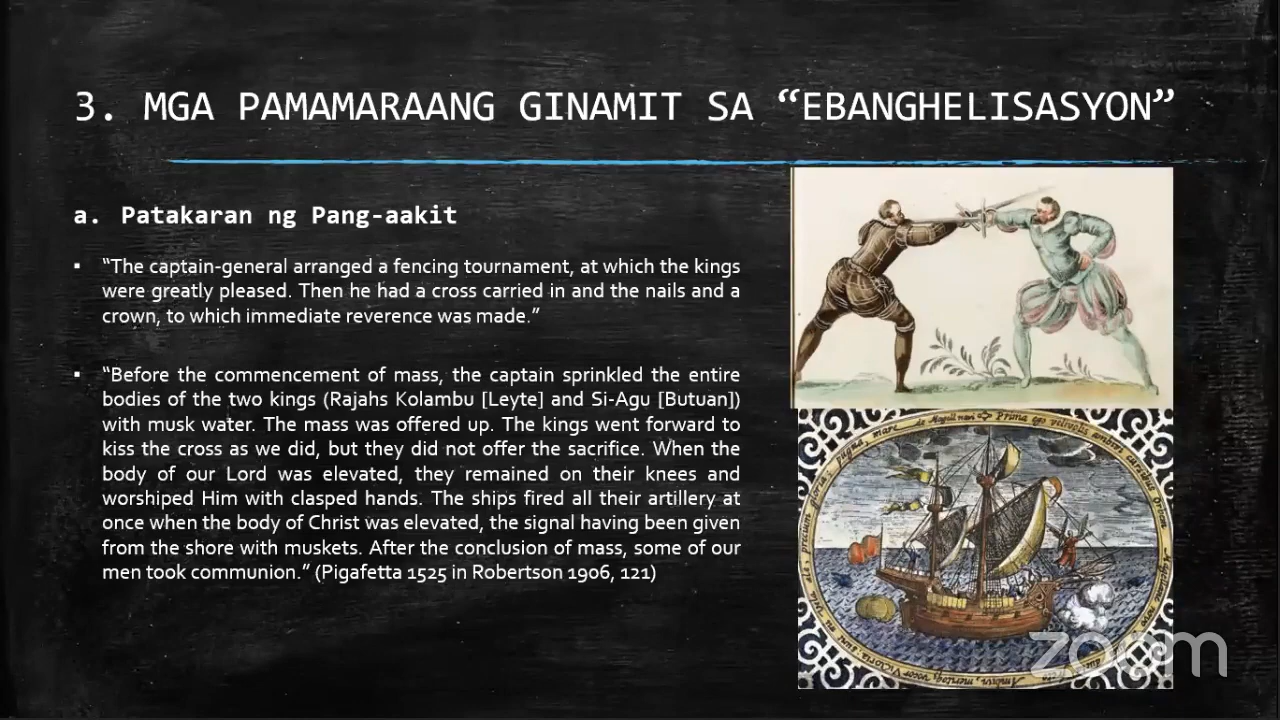 3. MGA PAMAMARAANG GINAMIT SA “EBANGHELISASYON”
a. Patakaran ng Pang-aakit
▪ “The captain-general arranged a fencing tournament, at which the kings
were greatly pleased. Then he had a cross carried in and the nails and a
crown, to which immediate reverence was made.”
▪ “Before the commencement of mass, the captain sprinkled the entire
bodies of the two kings (Rajahs Kolambu [Leyte] and Si-Agu [Butuan])
with musk water. The mass was offered up. The kings went forward to
kiss the cross as we did, but they did not offer the sacrifice. When the
body of our Lord was elevated, they remained on their knees and
worshiped Him with clasped hands. The ships fired all their artillery at
once when the body of Christ was elevated, the signal having been given
from the shore with muskets. After the conclusion of mass, some of our
men took communion.” (Pigafetta 1525 in Robertson 1906, 121)
Prima ego velivolis ambivi
zoom